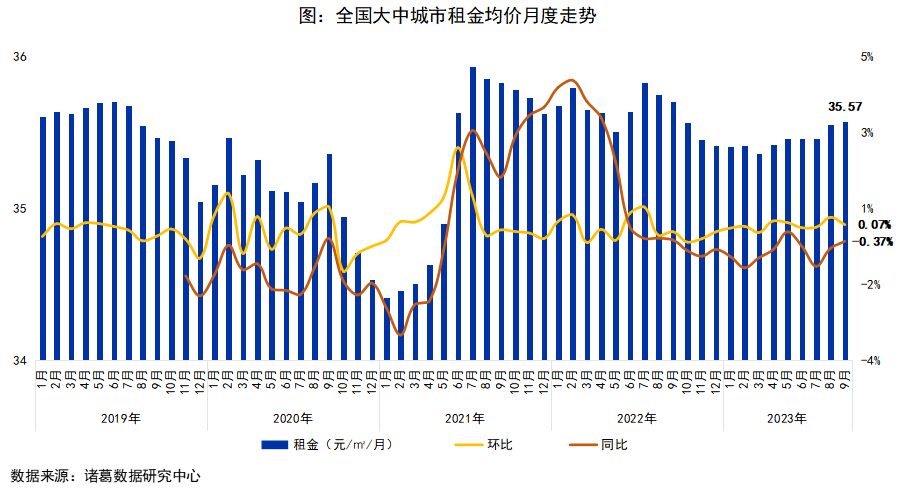 图：全国大中城市租金均价月度走势
36
35
34
5%
3%
1%
-2%
-4%
35.57
0.07%
-0.37%
1月 2月 3月 4月 5月 6月 7月 8月 9月 10月 11月 12月 1月 2月 3月 4月 5月 6月 7月 8月 9月 10月 11月 12月 1月 2月 3月 4月 5月 6月 7月 8月 9月 10月 11月 12月 1月 2月 3月 4月 5月 6月 7月 8月 9月 10月 11月 12月 1月 2月 3月 4月 5月 6月 7月 8月 9月
2019年 2020年 2021年 2022年 2023年
租金（元/㎡/月） 环比 同比
数据来源：诸葛数据研究中心